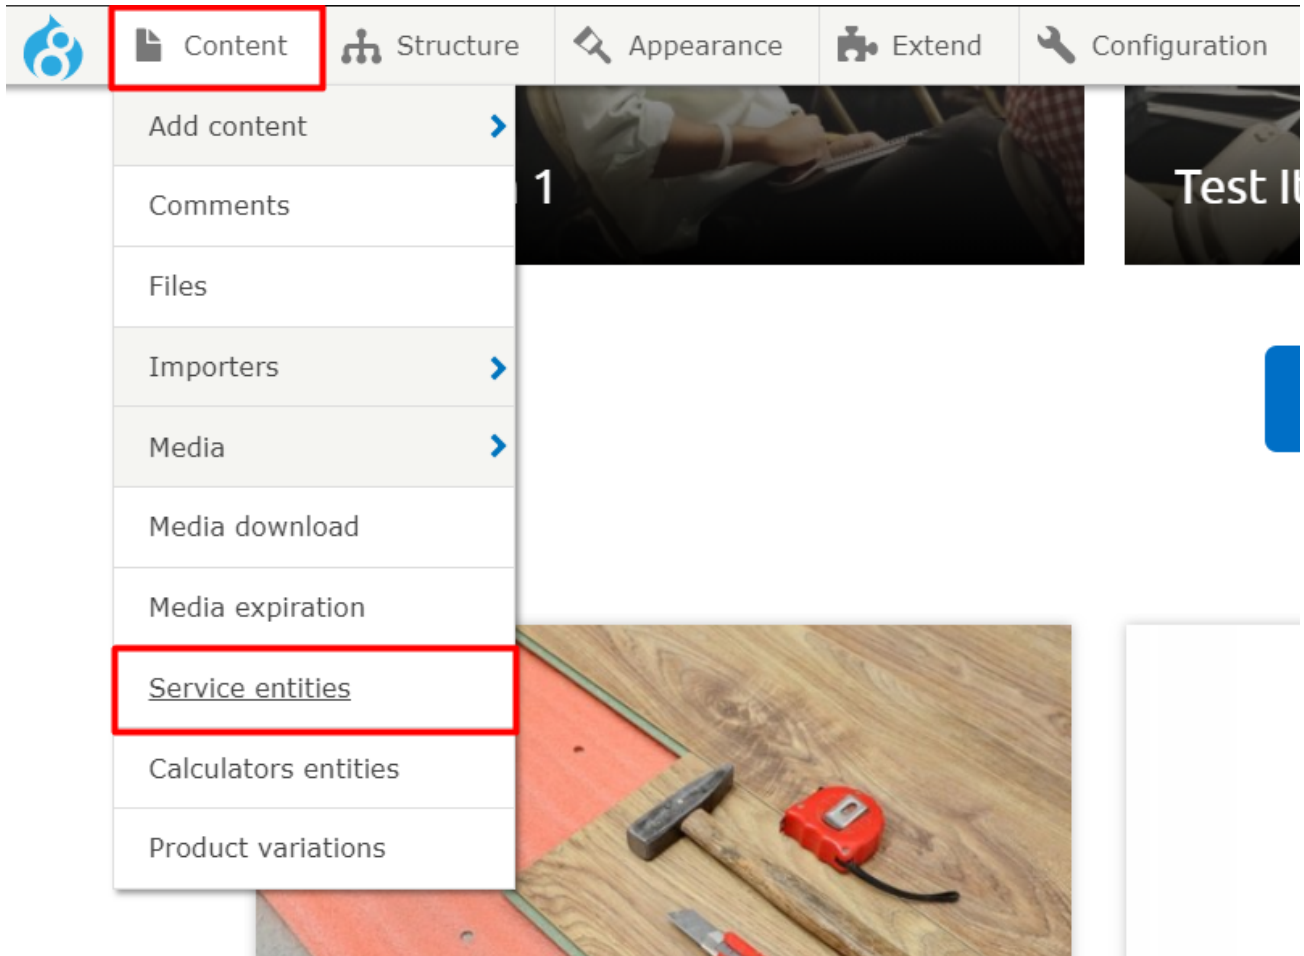 8 Content Structure Appearance Extend Configuration
Add content
Comments
1
Test
Files
Importers
Media
Media download
Media expiration
Service entities
Calculators entities
Product variations